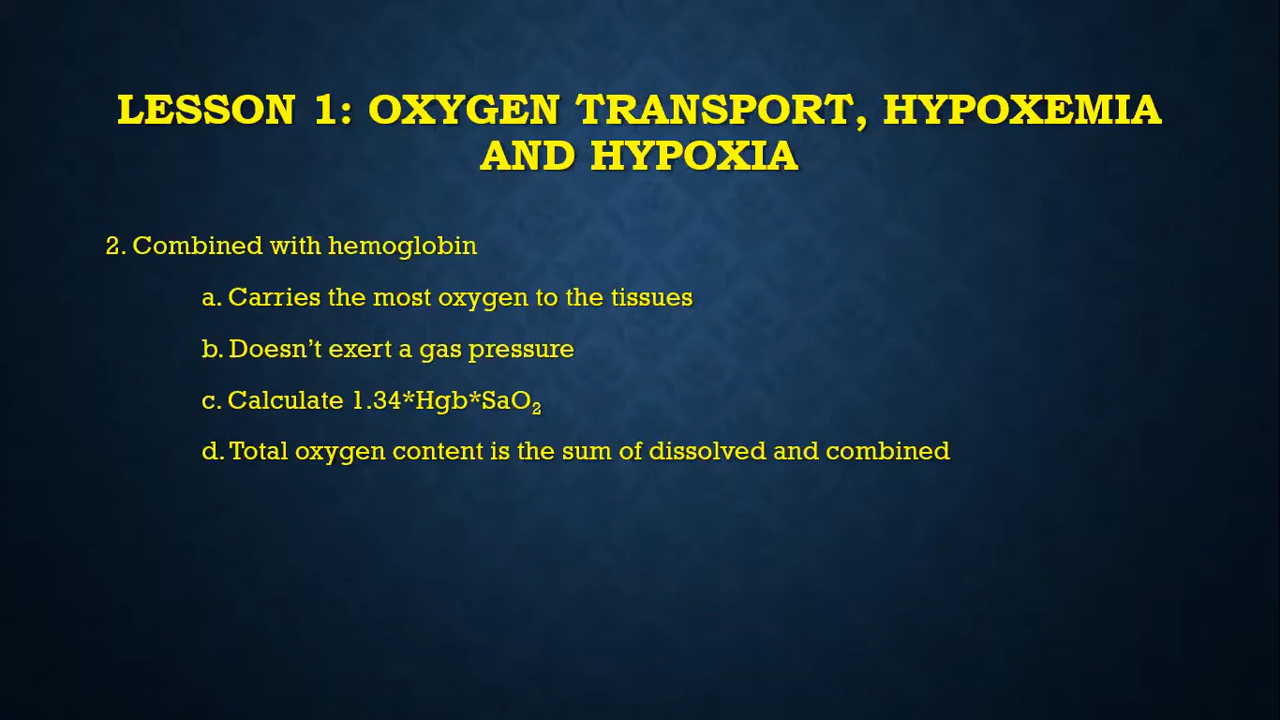 LESSON 1: OXYGEN TRANSPORT, HYPOXEMIA
AND HYPOXIA
2. Combined with hemoglobin
a. Carries the most oxygen to the tissues
b. Doesn’t exert a gas pressure
c. Calculate 1.34*Hgb*SaO₂
d. Total oxygen content is the sum of dissolved and combined